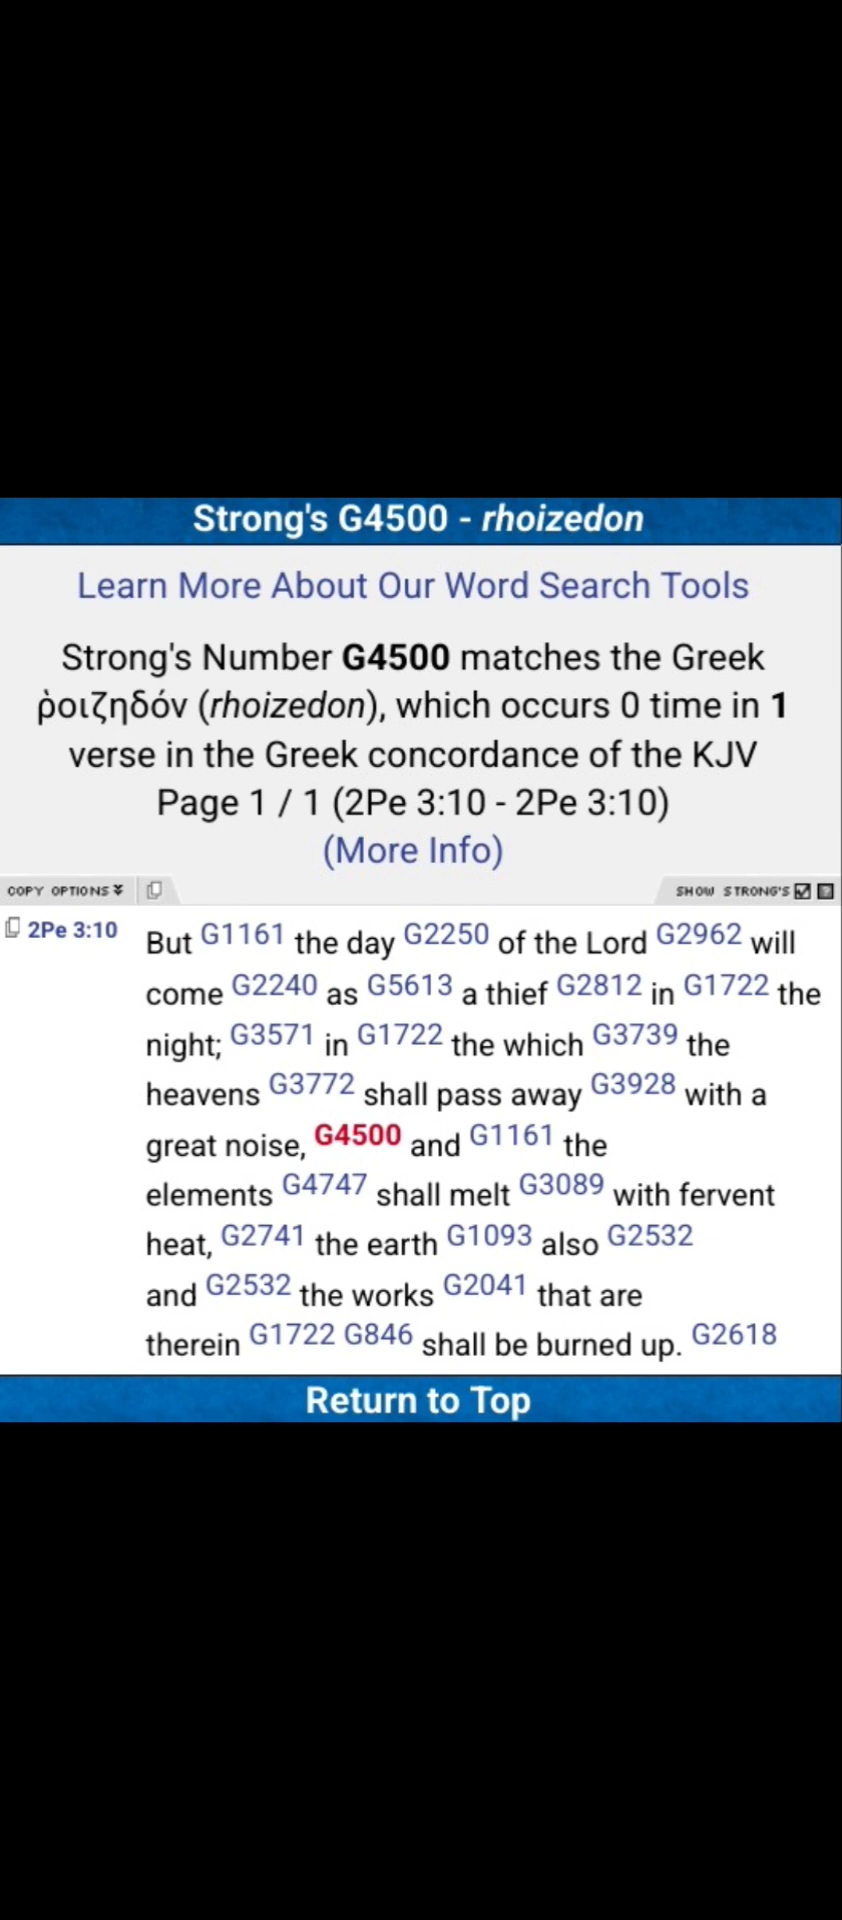 Strong's G4500 - rhoizedon
Learn More About Our Word Search Tools
Strong's Number G4500 matches the Greek
ῥοιζηδόν (rhoizedon), which occurs 0 time in 1
verse in the Greek concordance of the KJV
Page 1 / 1 (2Pe 3:10 - 2Pe 3:10)
(More Info)
COPY OPTIONS SHOW STRONG'S
2Pe 3:10 But G1161 the day G2250 of the Lord G2962 will
come G2240 as G5613 a thief G2812 in G1722 the
night; G3571 in G1722 the which G3739 the
heavens G3772 shall pass away G3928 with a
great noise, G4500 and G1161 the
elements G4747 shall melt G3089 with fervent
heat, G2741 the earth G1093 also G2532
and G2532 the works G2041 that are
therein G1722 G846 shall be burned up. G2618
Return to Top